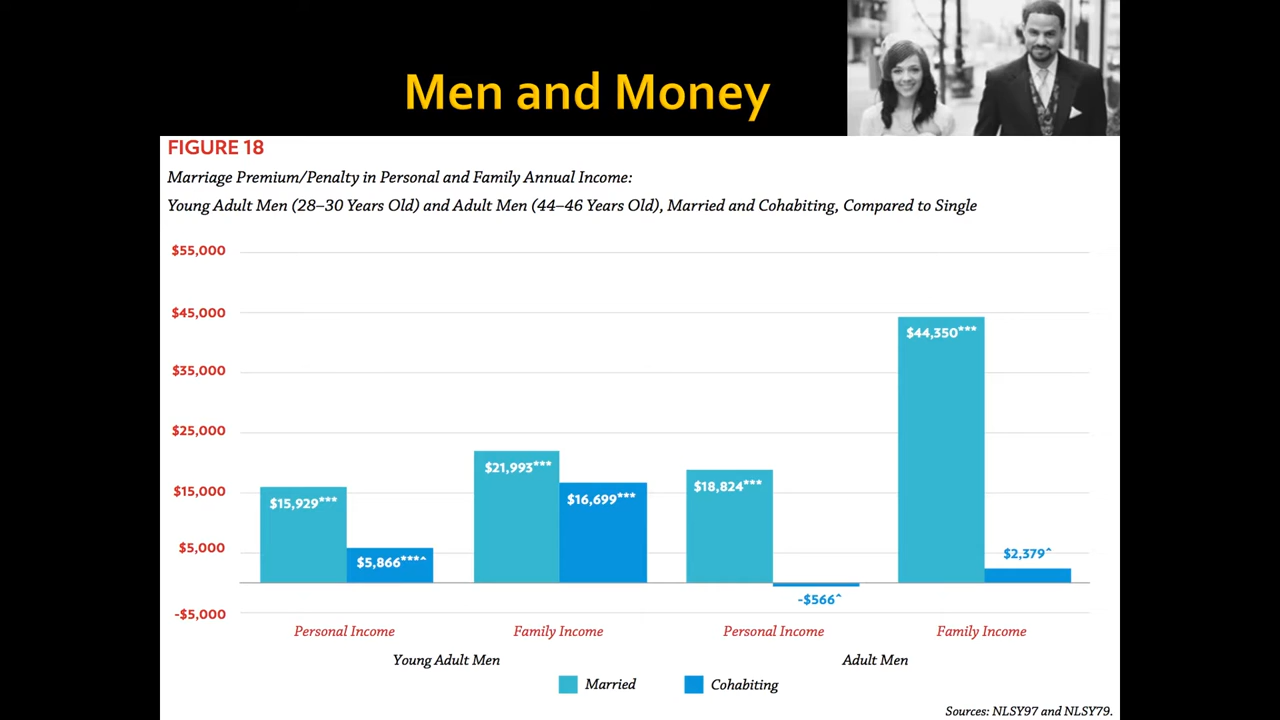 Men and Money
FIGURE 18
Marriage Premium/Penalty in Personal and Family Annual Income:
Young Adult Men (28–30 Years Old) and Adult Men (44–46 Years Old), Married and Cohabiting, Compared to Single
$55,000
$45,000
$35,000
$25,000
$15,000
$5,000
-$5,000
$15,929***
$5,866***^
$21,993***
$16,699***
$18,824***
-$566^
$44,350***
$2,379^
Personal Income
Family Income
Personal Income
Family Income
Young Adult Men
Adult Men
Married
Cohabiting
Sources: NLSY97 and NLSY79.